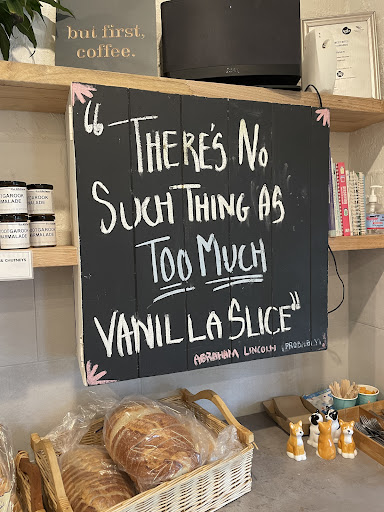 but first,
coffee.
“THERE'S NO
SUCH THING AS
TOO MUCH
VANILLA SLICE”
ABRAHAM LINCOLN PROBABLY